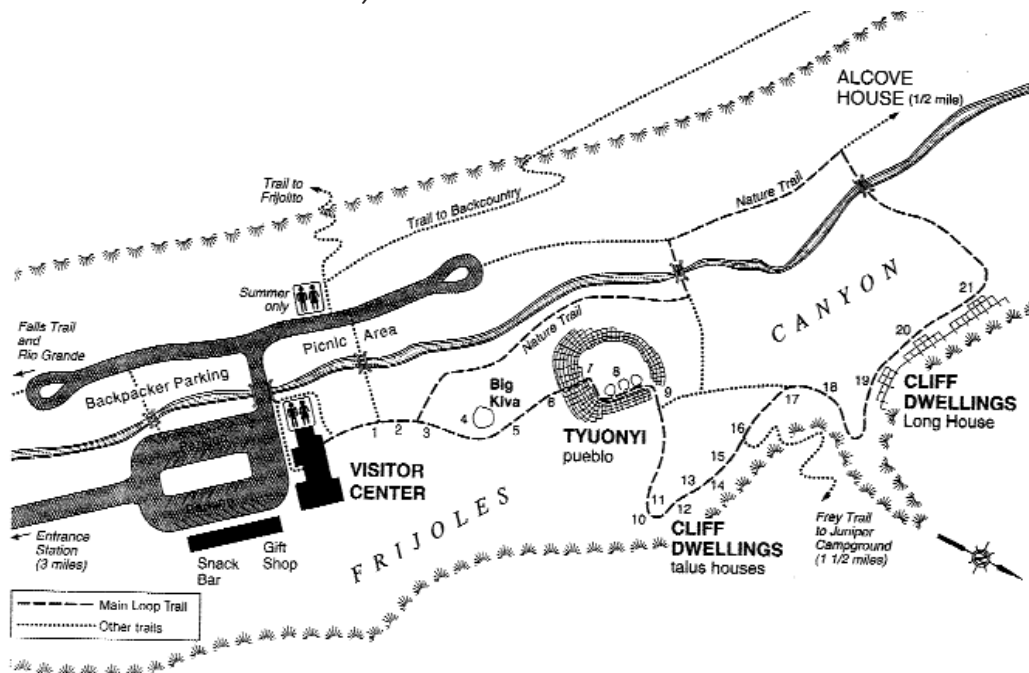 ALCOVE
HOUSE (1/2 mile)
Trail to
Frijolito
Trail to Backcountry
Nature Trail
Summer
only
Falls Trail
and
Rio Grande
Picnic Area
Backpacker Parking
Nature Trail
CANYON
21
20
19
18
17
16
15
14
13
12
11
10
9
8
7
6
5
4
3
2
1
Big
Kiva
TYUONYI
pueblo
CLIFF
DWELLINGS
Long House
VISITOR
CENTER
FRIJOLES
CLIFF
DWELLINGS
talus houses
Frey Trail
to Juniper
Campground
(1 1/2 miles)
Entrance
Station
(3 miles)
Snack
Bar
Gift
Shop
Main Loop Trail
Other trails